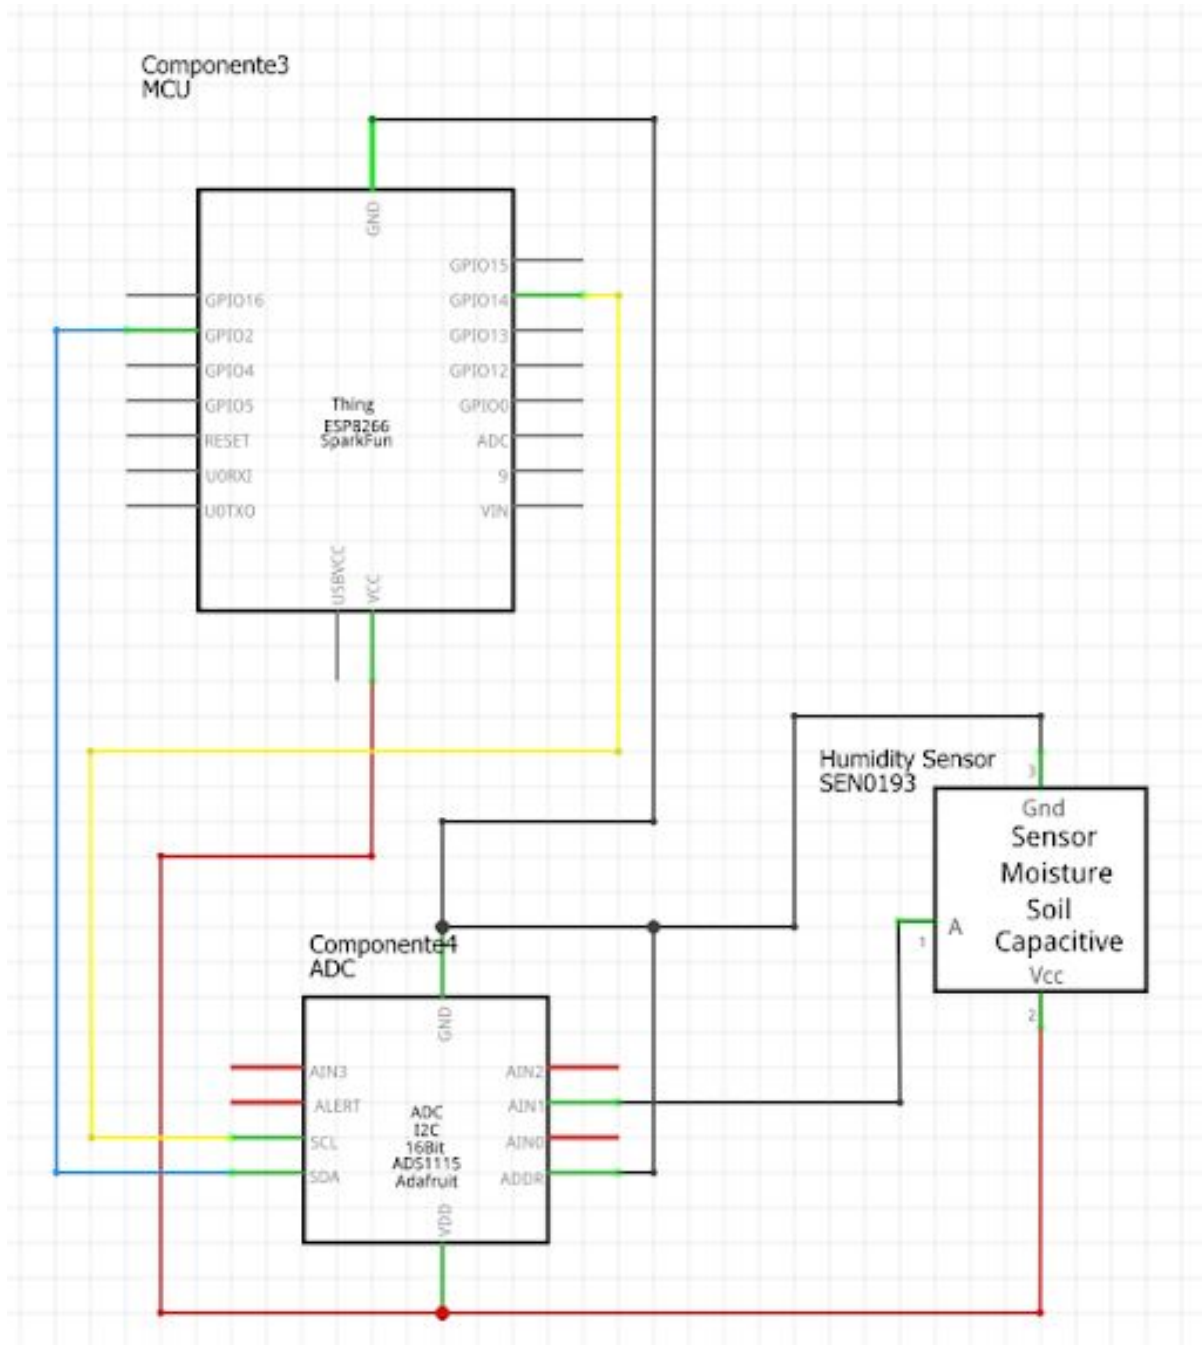 Componente3
MCU
GND
GPIO15
GPIO16
GPIO14
GPIO2
GPIO13
GPIO4
GPIO12
GPIO5
GPIO0
Thing
ESP8266
SparkFun
RESET
ADC
U0RXI
9
U0TXO
VIN
USBVCC
VCC
Humidity Sensor
SEN0193
3
Gnd
Sensor
Moisture
Soil
Capacitive
Vcc
A
1
2
Componente4
ADC
GND
AIN3
AIN2
ALERT
AIN1
ADC
I2C
16Bit
ADS1115
Adafruit
SCL
AIN0
SDA
ADDR
VDD